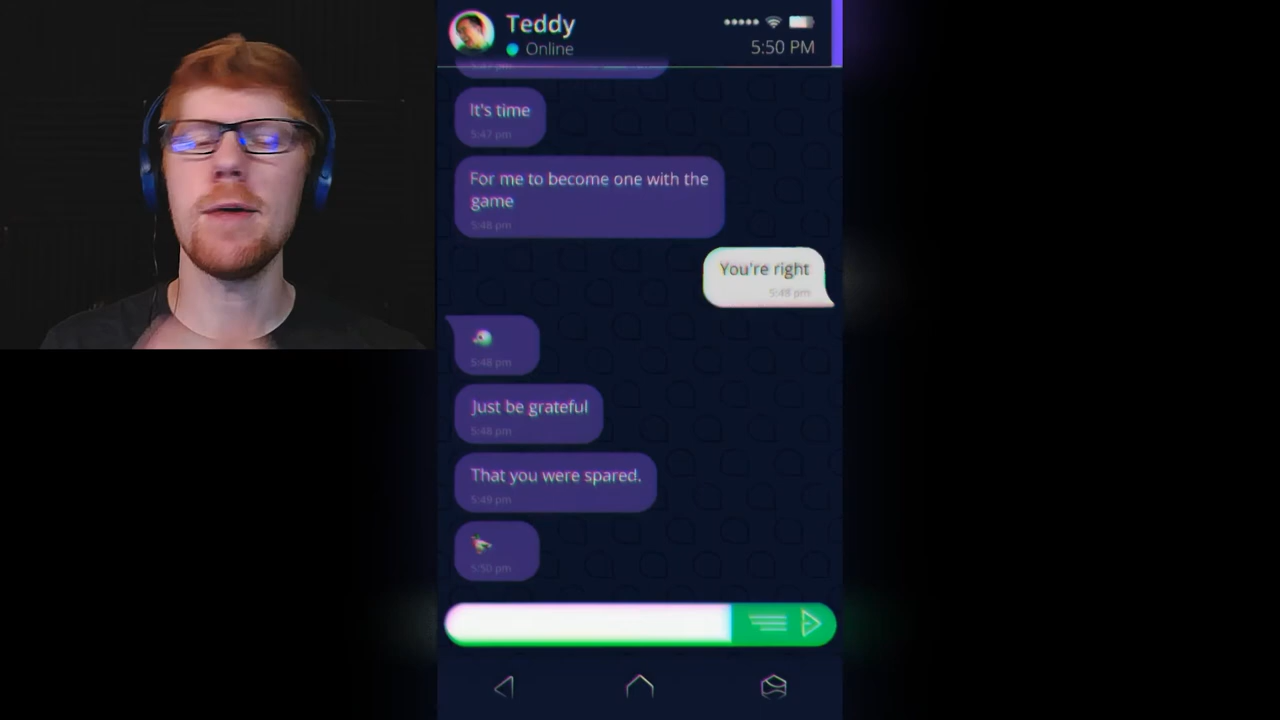 Teddy
Online
5:50 PM
It's time
5:47 pm
For me to become one with the
game
5:48 pm
You're right
5:48 pm
5:48 pm
Just be grateful
5:48 pm
That you were spared.
5:49 pm
5:50 pm